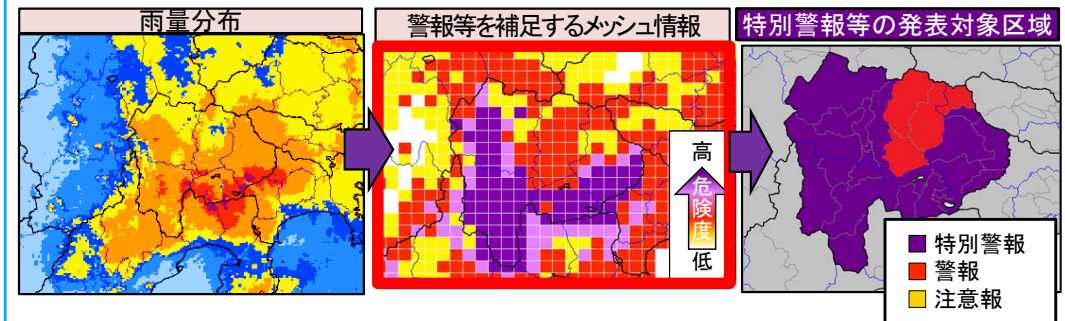 雨量分布
警報等を補足するメッシュ情報
特別警報等の発表対象区域
高
危険度
低
特別警報
警報
注意報